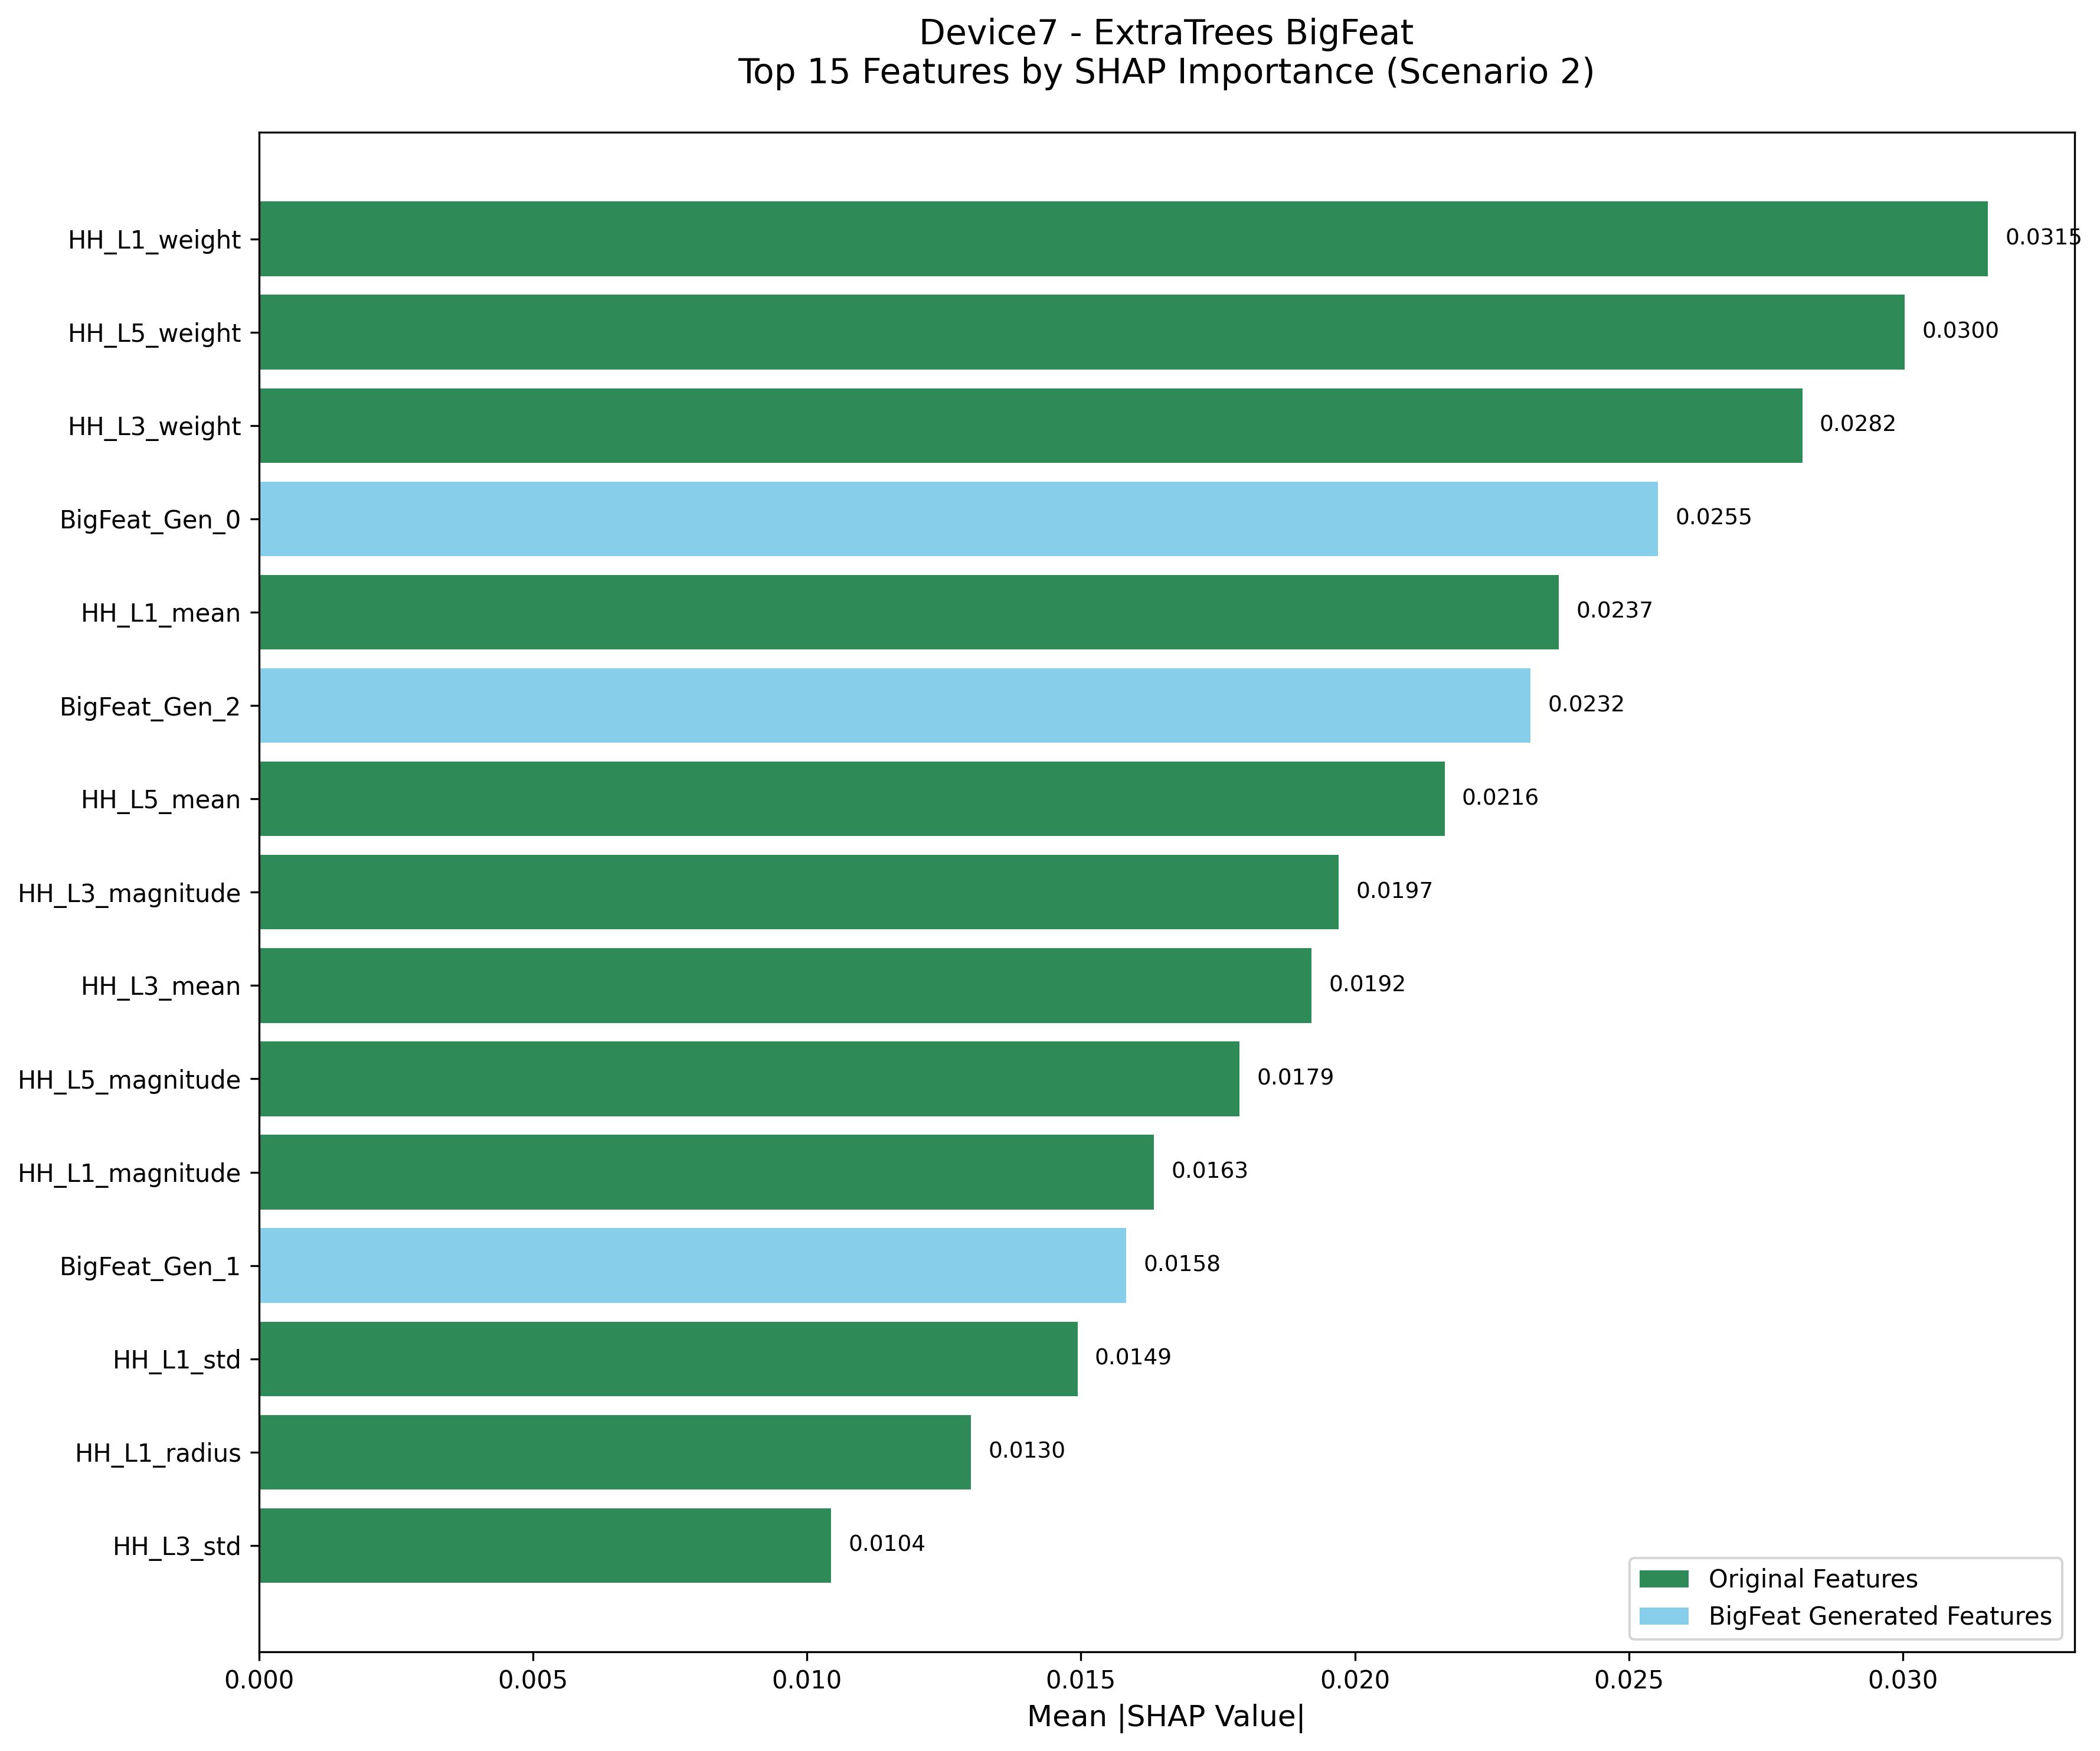 Device7 - ExtraTrees BigFeat
Top 15 Features by SHAP Importance (Scenario 2)
HH_L1_weight 0.0315
HH_L5_weight 0.0300
HH_L3_weight 0.0282
BigFeat_Gen_0 0.0255
HH_L1_mean 0.0237
BigFeat_Gen_2 0.0232
HH_L5_mean 0.0216
HH_L3_magnitude 0.0197
HH_L3_mean 0.0192
HH_L5_magnitude 0.0179
HH_L1_magnitude 0.0163
BigFeat_Gen_1 0.0158
HH_L1_std 0.0149
HH_L1_radius 0.0130
HH_L3_std 0.0104
Original Features
BigFeat Generated Features
0.000 0.005 0.010 0.015 0.020 0.025 0.030
Mean |SHAP Value|